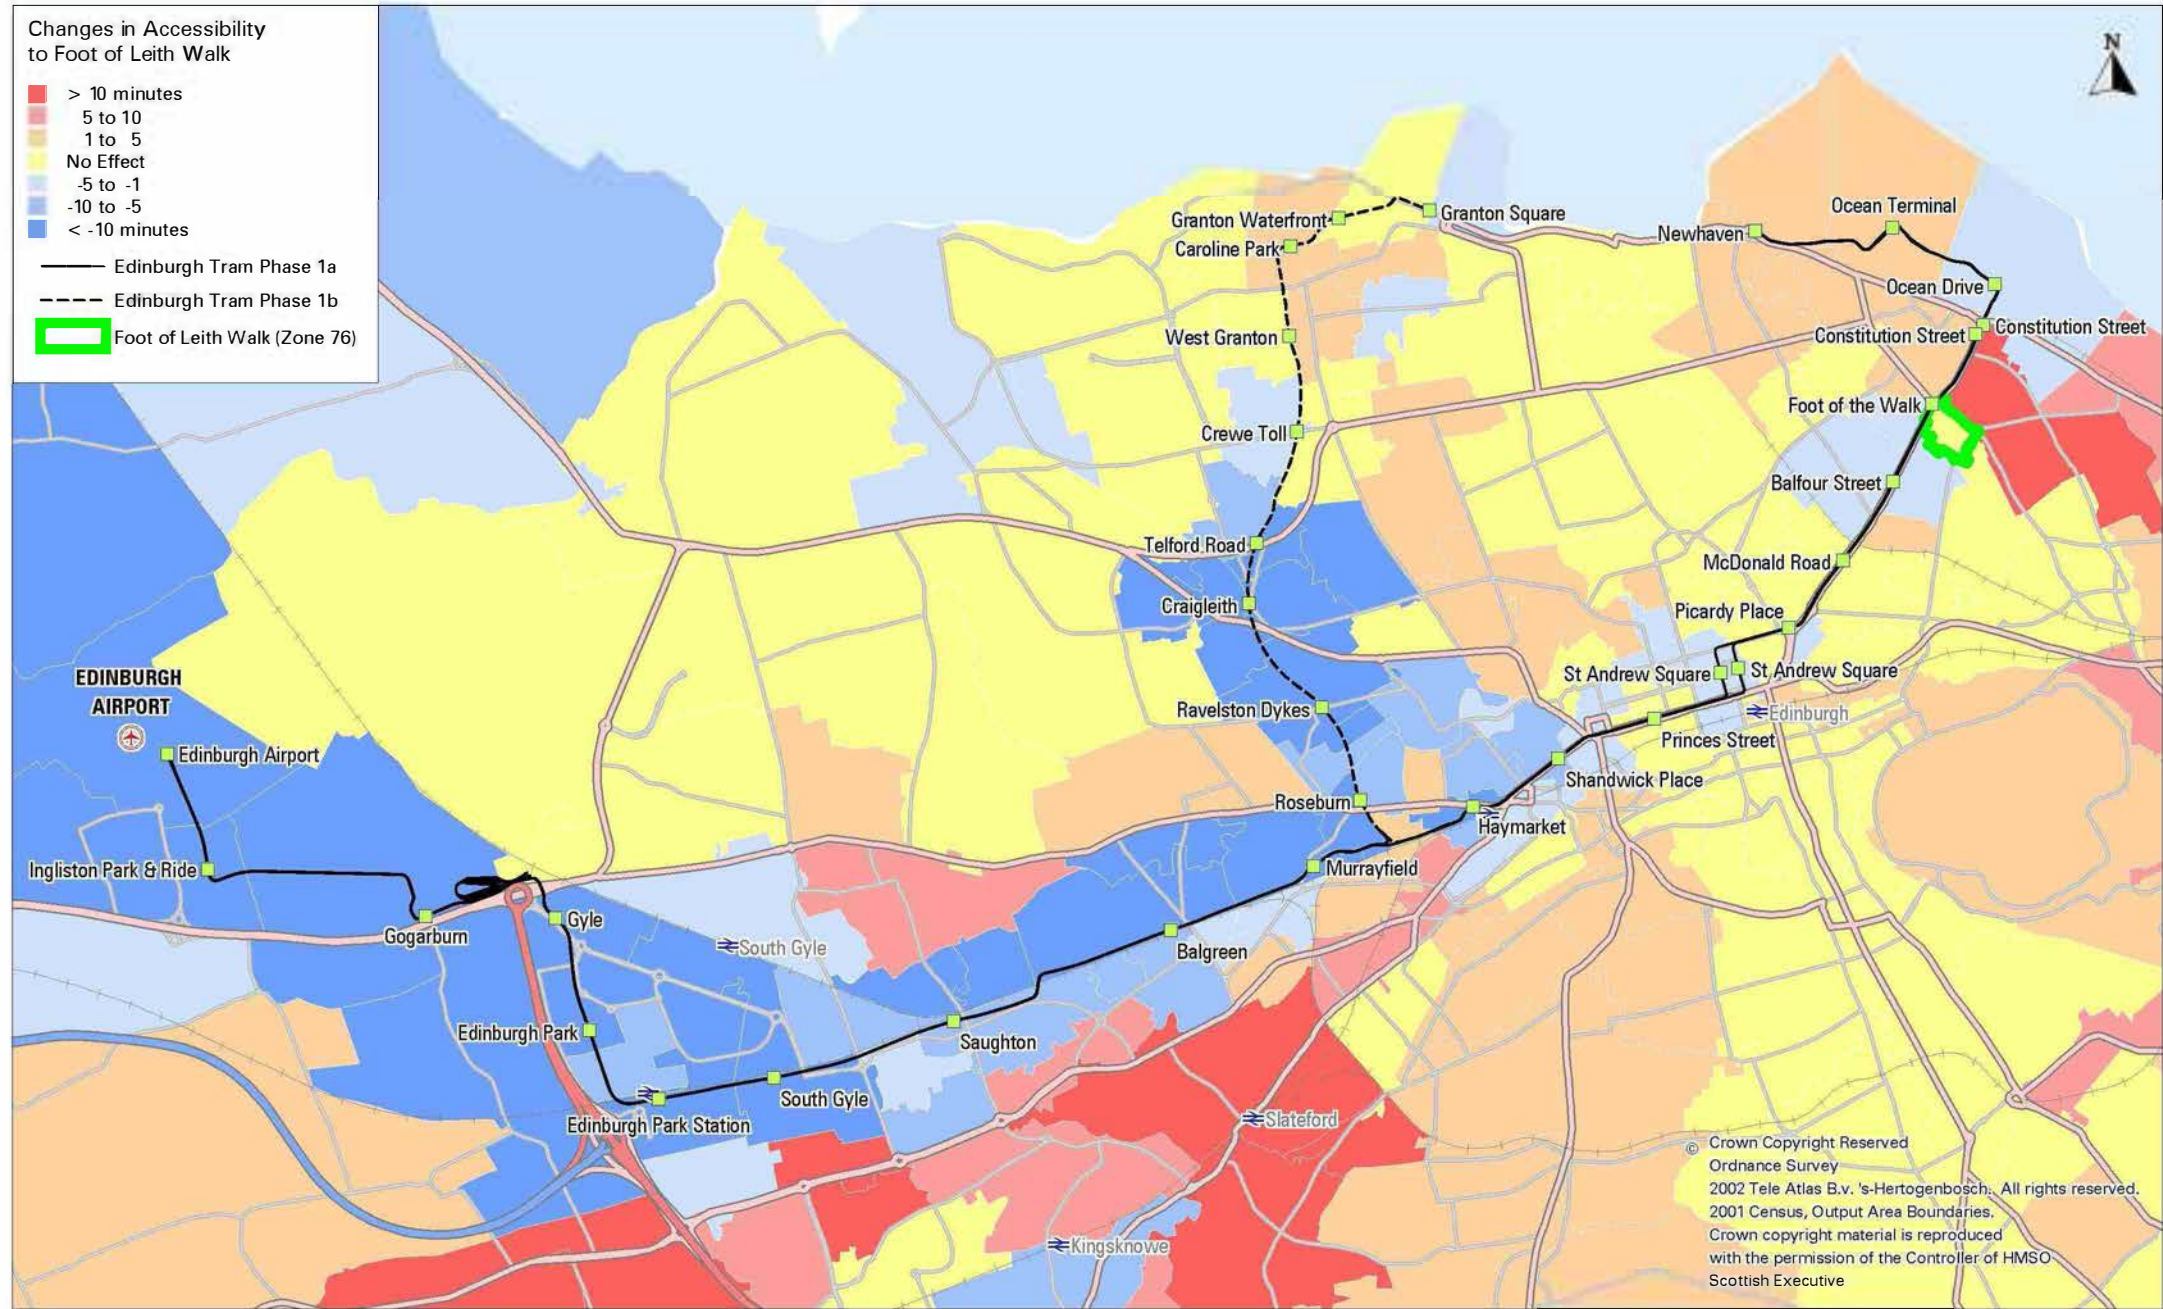 Changes in Accessibility
to Foot of Leith Walk
> 10 minutes
5 to 10
1 to 5
No Effect
-5 to -1
-10 to -5
< -10 minutes
Edinburgh Tram Phase 1a
Edinburgh Tram Phase 1b
Foot of Leith Walk (Zone 76)
N
Granton Waterfront
Granton Square
Caroline Park
Newhaven
Ocean Terminal
Ocean Drive
Constitution Street
Constitution Street
West Granton
Foot of the Walk
Crewe Toll
Balfour Street
Telford Road
McDonald Road
Craigleith
Picardy Place
St Andrew Square
St Andrew Square
EDINBURGH
AIRPORT
Edinburgh Airport
Ravelston Dykes
Edinburgh
Princes Street
Shandwick Place
Roseburn
Haymarket
Ingliston Park & Ride
Murrayfield
Gogarburn
Gyle
South Gyle
Balgreen
Edinburgh Park
Saughton
South Gyle
Edinburgh Park Station
Slateford
Kingsknowe
© Crown Copyright Reserved
Ordnance Survey
2002 Tele Atlas B.v. 's-Hertogenbosch. All rights reserved.
2001 Census, Output Area Boundaries.
Crown copyright material is reproduced
with the permission of the Controller of HMSO
Scottish Executive